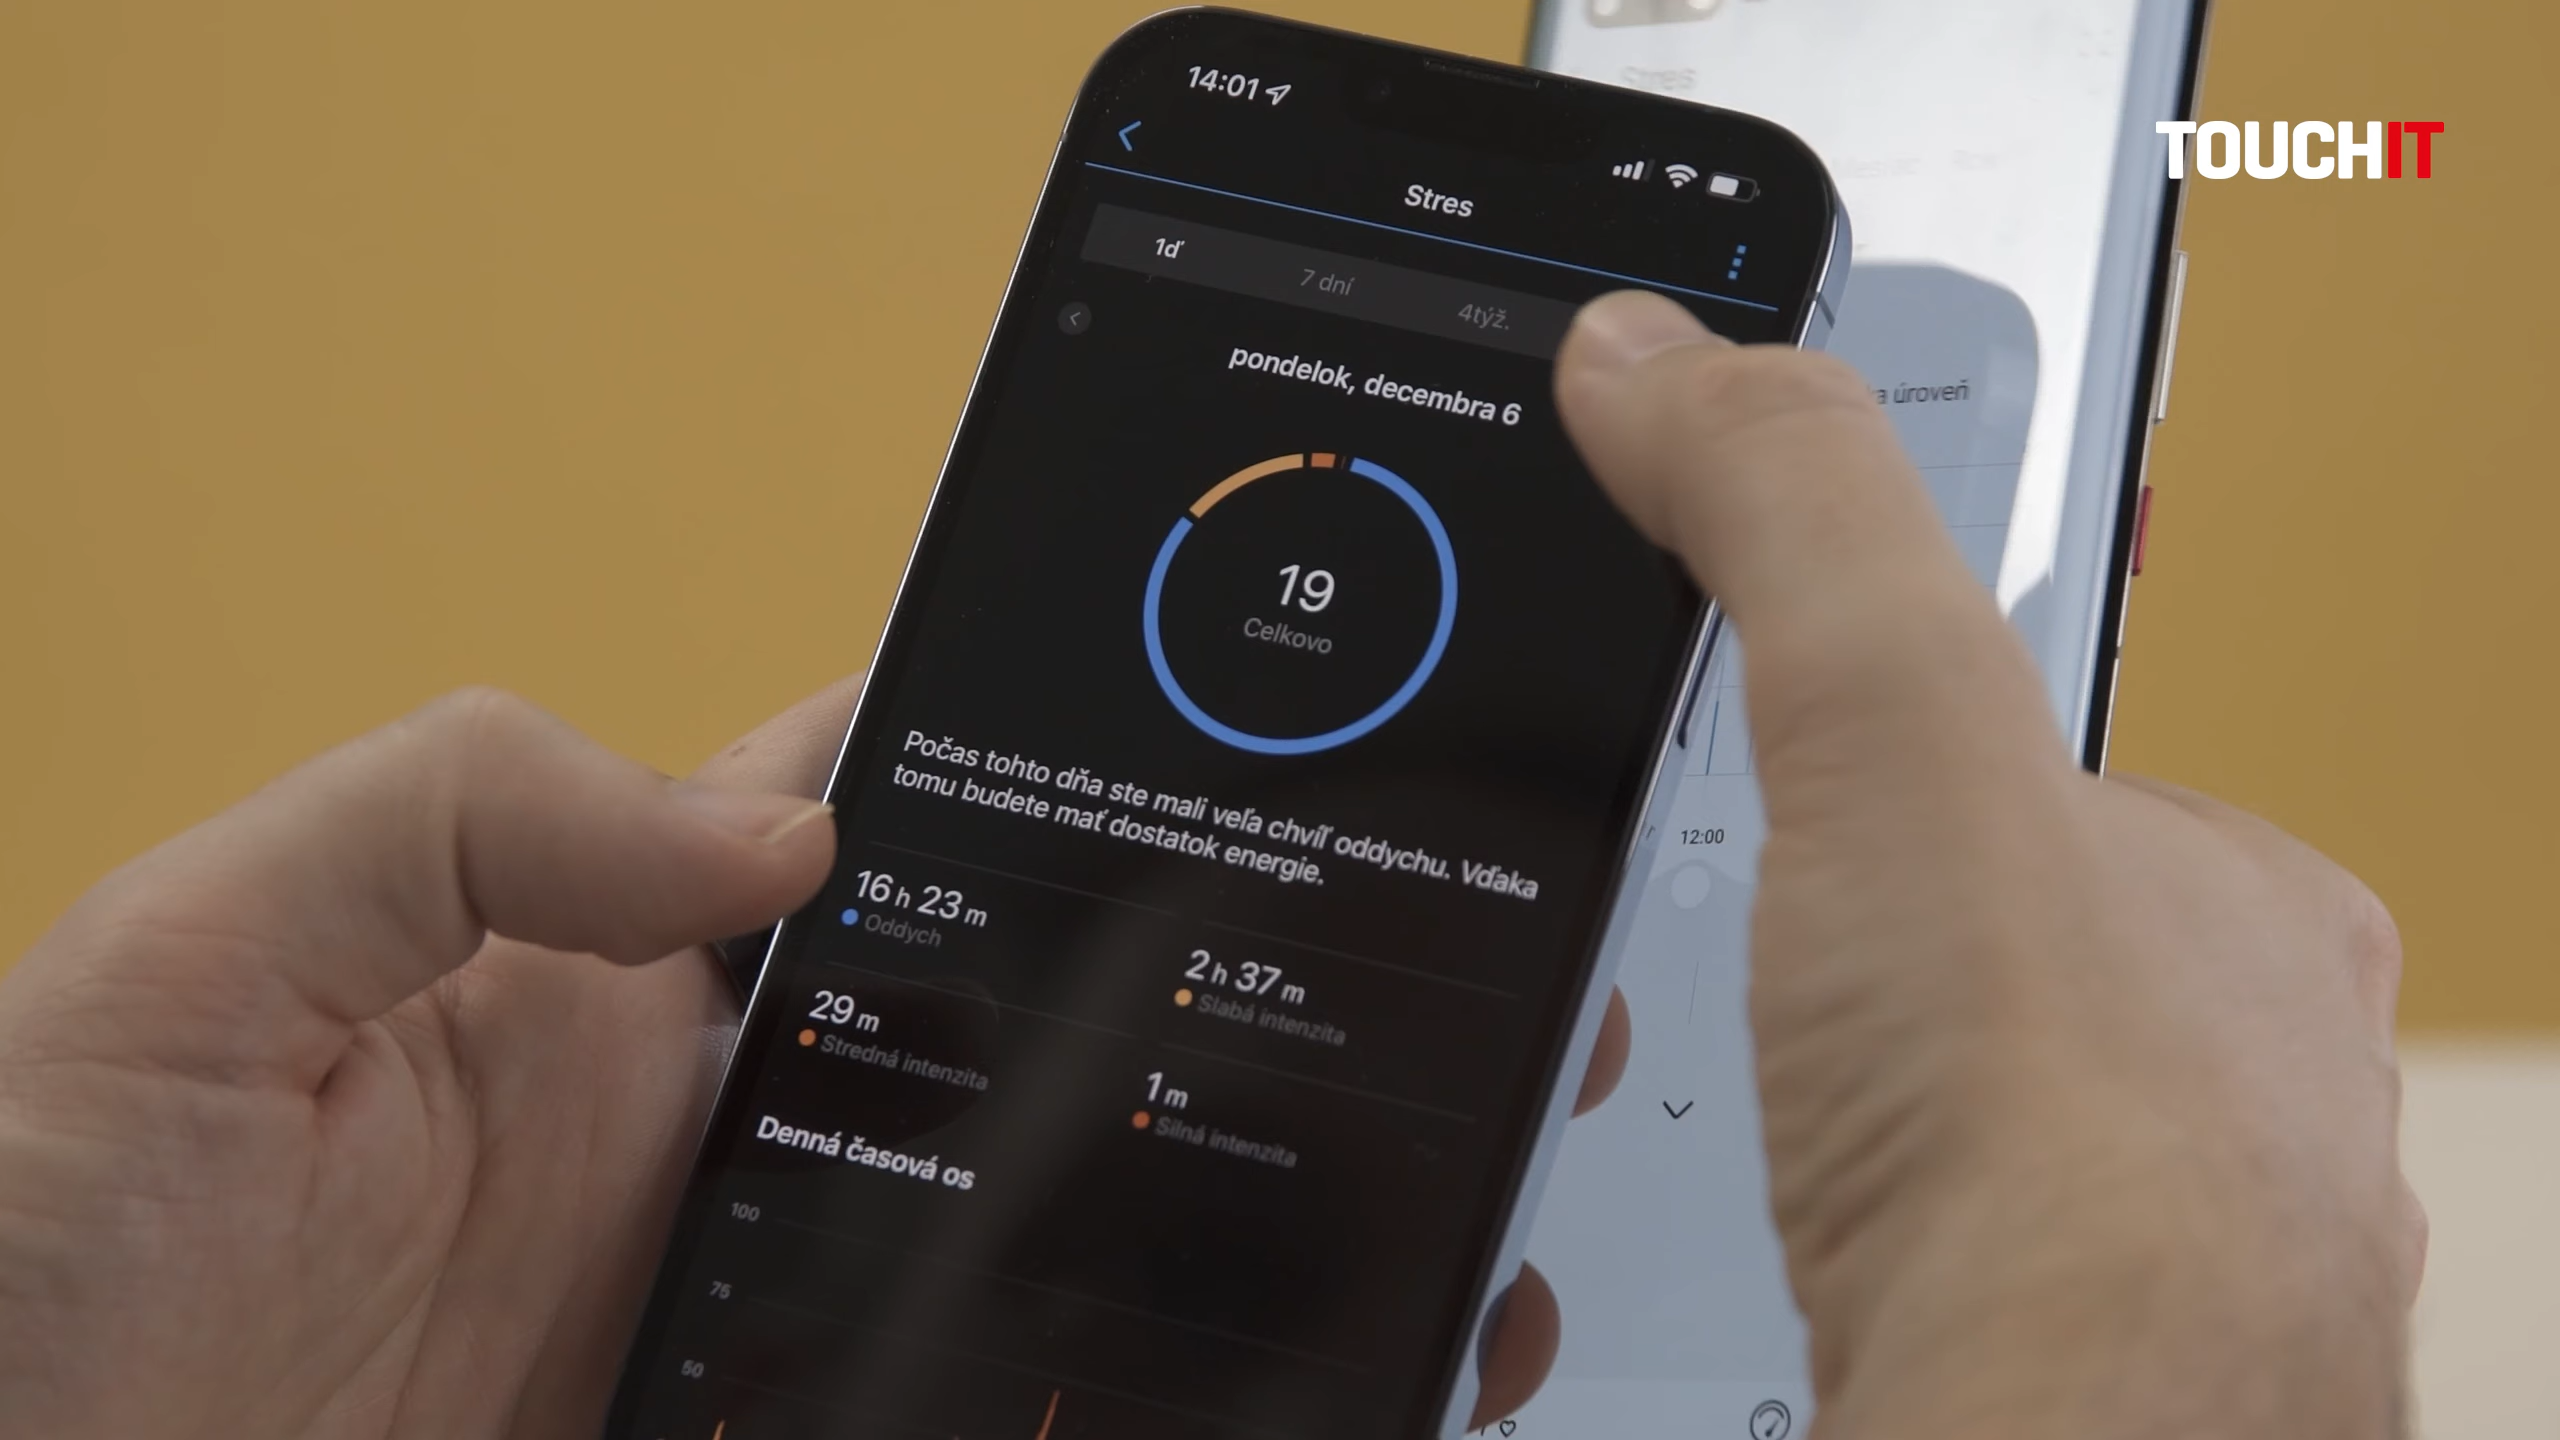 14:01
TOUCHIT
Stres
Stres
1ď
7 dní
4týž.
pondelok, decembra 6
úroveň
19
Celkovo
Počas tohto dňa ste mali veľa chvíľ oddychu. Vďaka
tomu budete mať dostatok energie.
12:00
16 h 23 m
Oddych
2 h 37 m
Slabá intenzita
29 m
Stredná intenzita
1 m
Silná intenzita
Denná časová os
100
75
50